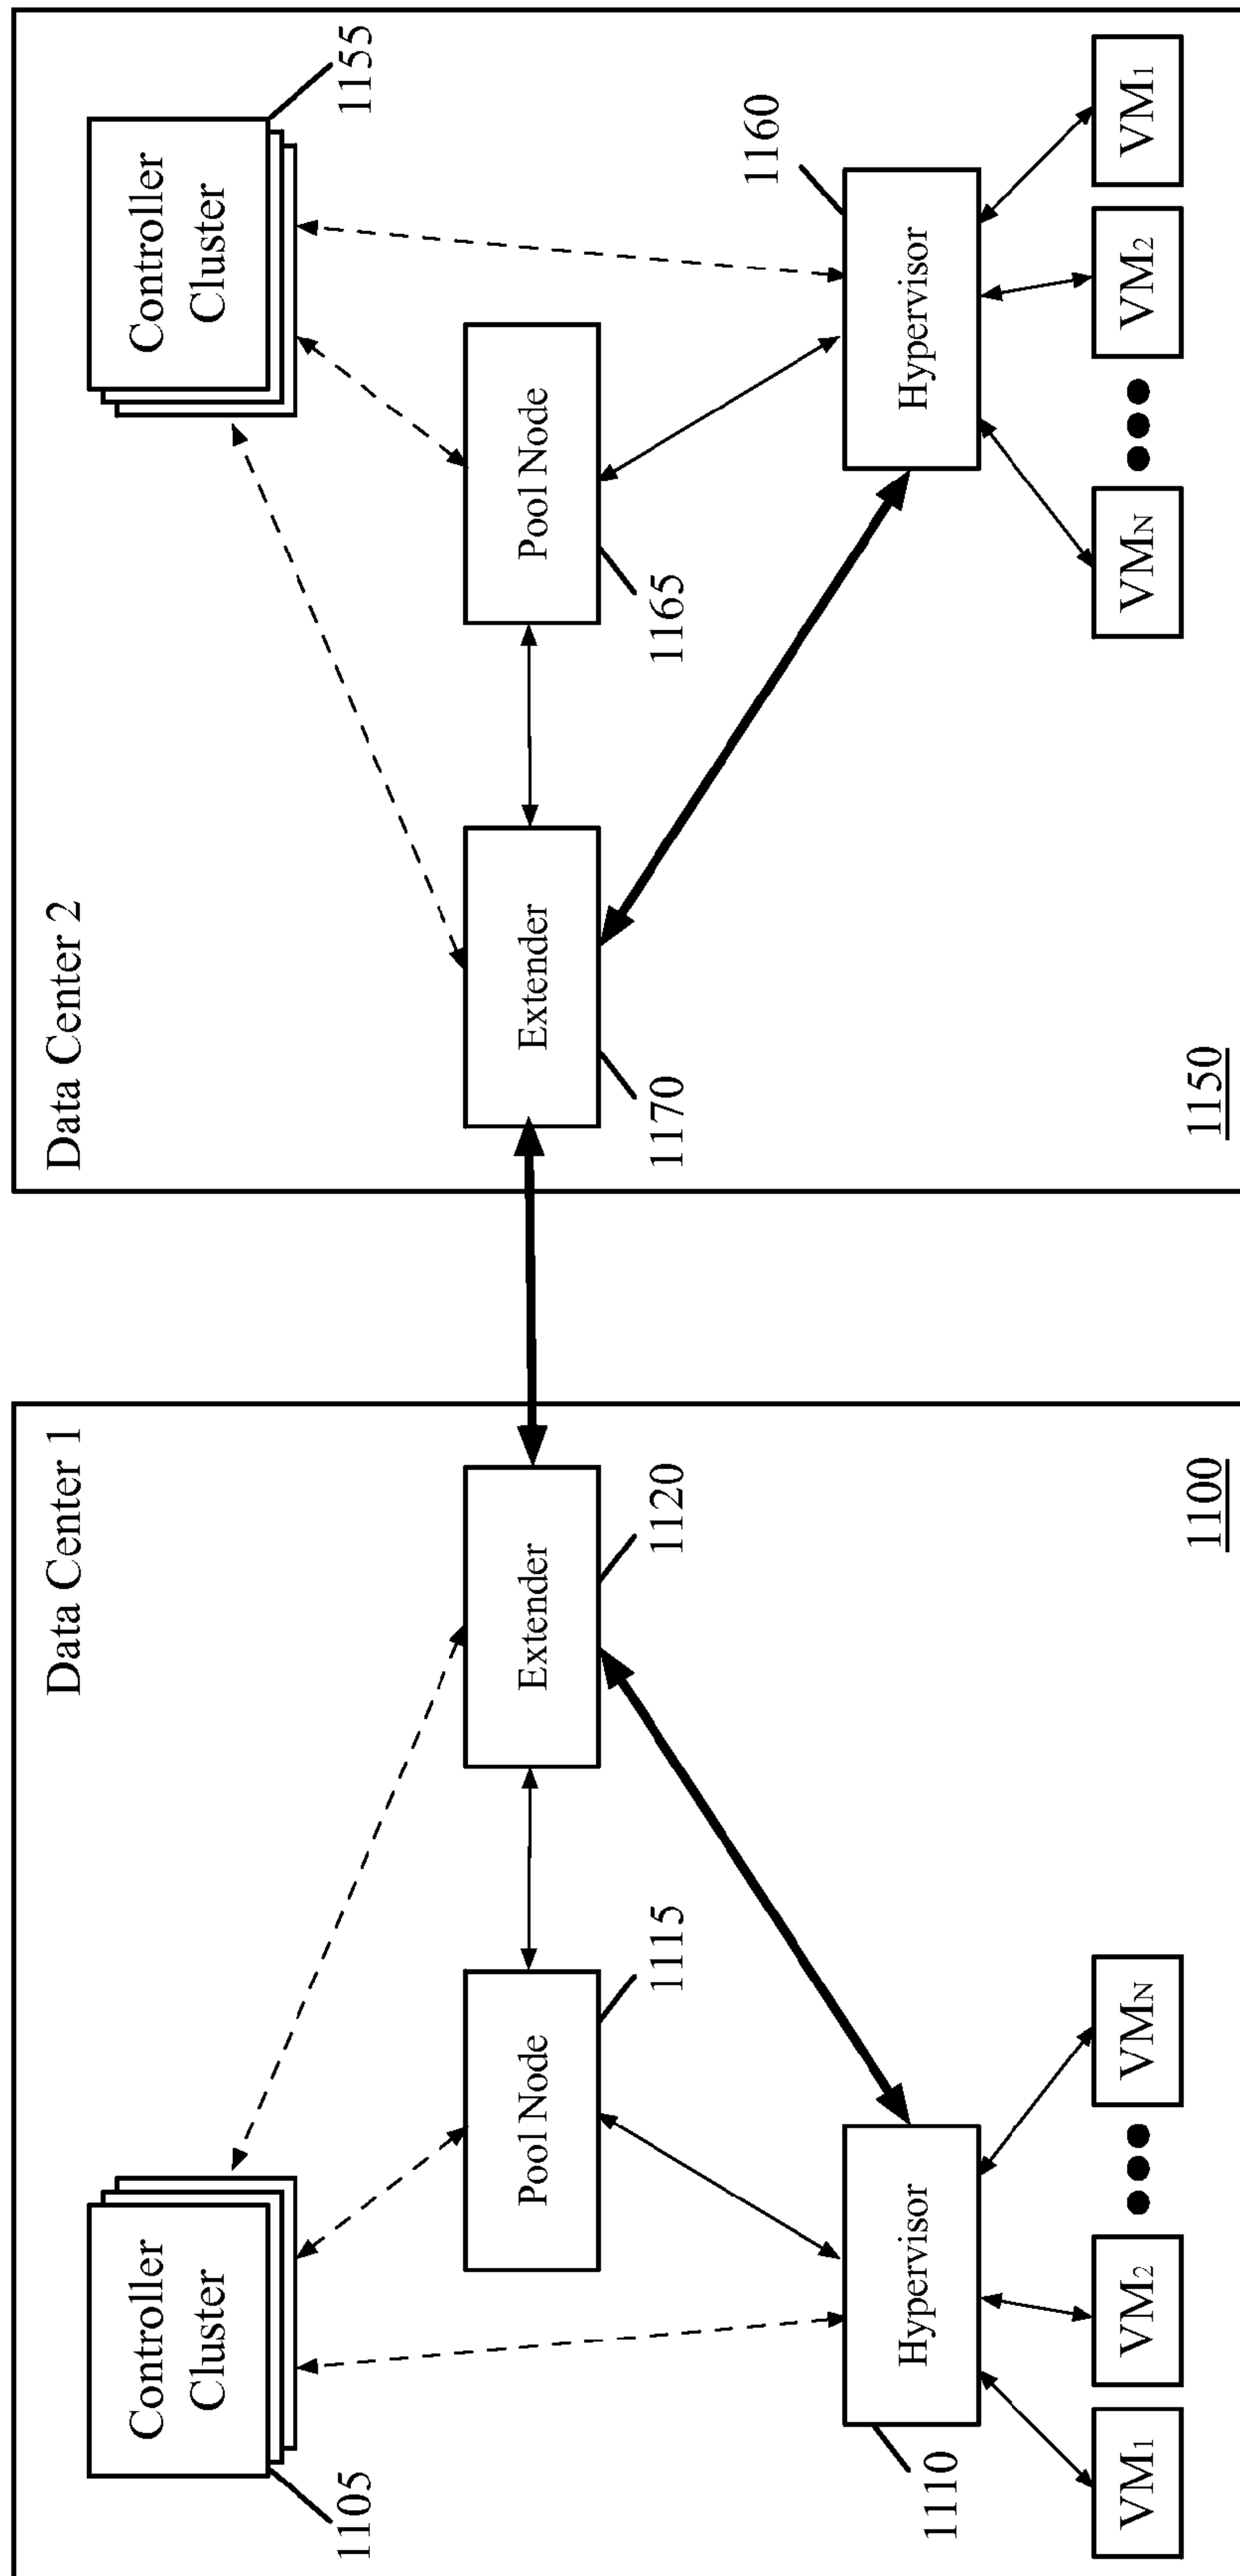 Data Center 1
Controller
Cluster
1105
Pool Node
1115
Extender
1120
Hypervisor
1110
VM1
VM2
VMN
1100
Data Center 2
Controller
Cluster
1155
Extender
1170
Pool Node
1165
Hypervisor
1160
VMN
VM2
VM1
1150